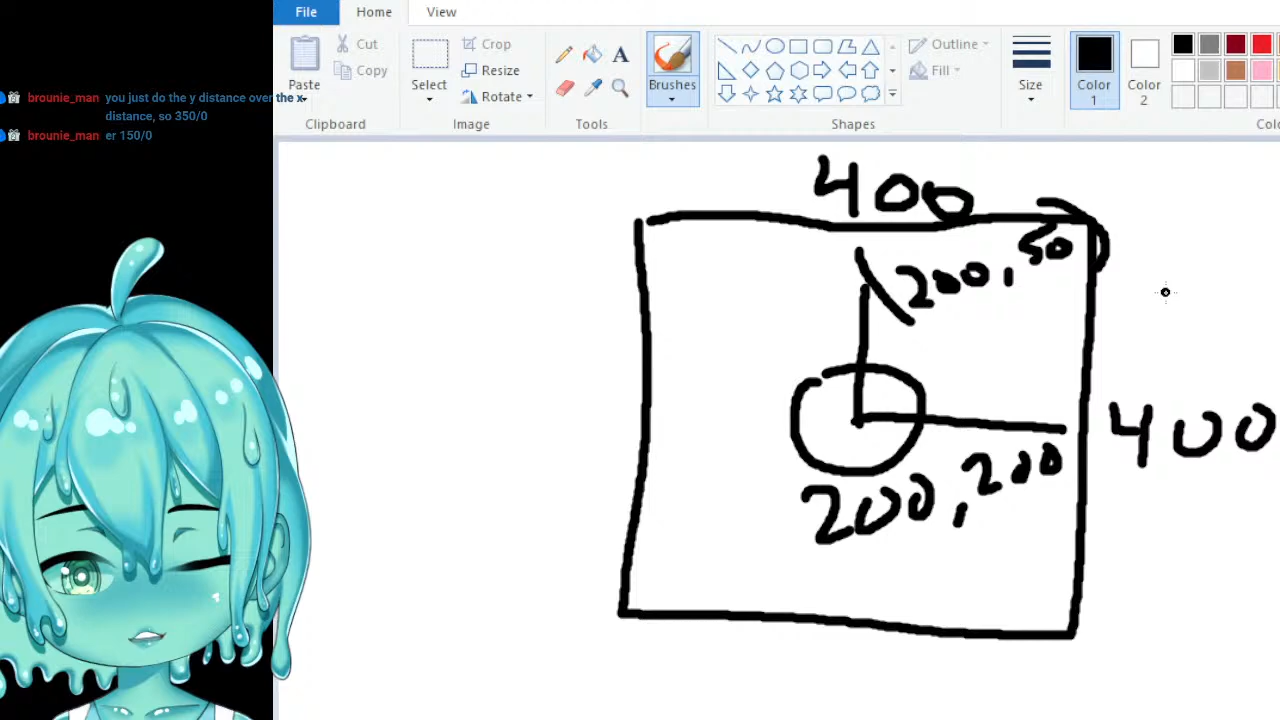 File Home View
brounie_man you just do the y distance over the x
distance, so 350/0
brounie_man er 150/0
Paste Cut Copy Clipboard
Select Crop Resize Rotate Image
Tools
Brushes
Outline Fill Shapes
Size
Color 1
Color 2
Colo
400
200, 50
400
200, 200